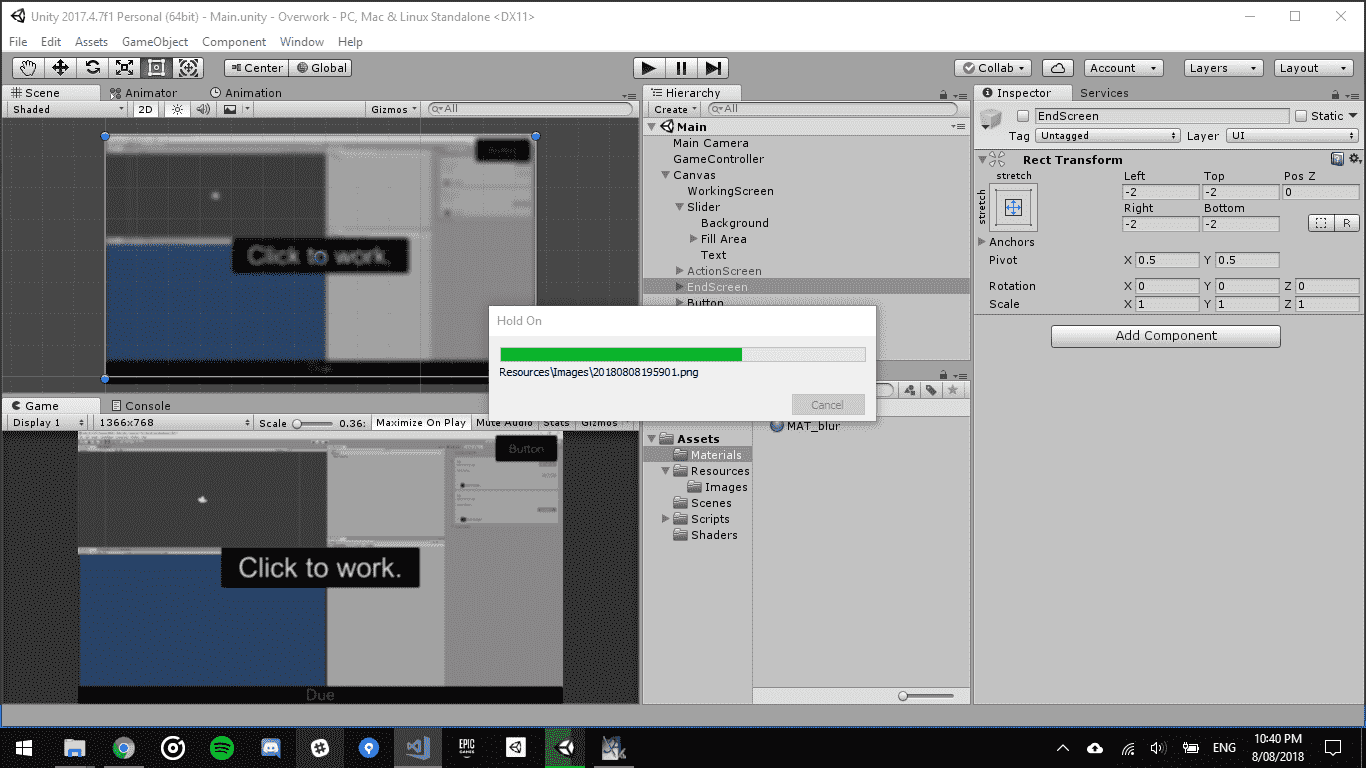 Unity 2017.4.7f1 Personal (64bit) - Main.unity - Overwork - PC, Mac & Linux Standalone <DX11>
File Edit Assets GameObject Component Window Help
Center Global Collab Account Layers Layout
Scene Animator Animation
Shaded 2D Gizmos All
Click to work.
Hierarchy
Create All
Main
Main Camera
GameController
Canvas
WorkingScreen
Slider
Background
Fill Area
Text
ActionScreen
EndScreen
Button
Inspector Services
EndScreen Static
Tag Untagged Layer UI
Rect Transform
stretch Left Top Pos Z
stretch
-2 -2 0
Right Bottom
-2 -2 R
Anchors
Pivot X 0.5 Y 0.5
Rotation X 0 Y 0 Z 0
Scale X 1 Y 1 Z 1
Add Component
Hold On
Resources\Images\20180808195901.png
Cancel
Game Console
Display 1 1366x768 Scale 0.36: Maximize On Play Mute Audio Stats Gizmos
Button
Click to work.
Due
MAT_blur
Assets
Materials
Resources
Images
Scenes
Scripts
Shaders
EPIC
GAMES
ENG
10:40 PM
8/08/2018